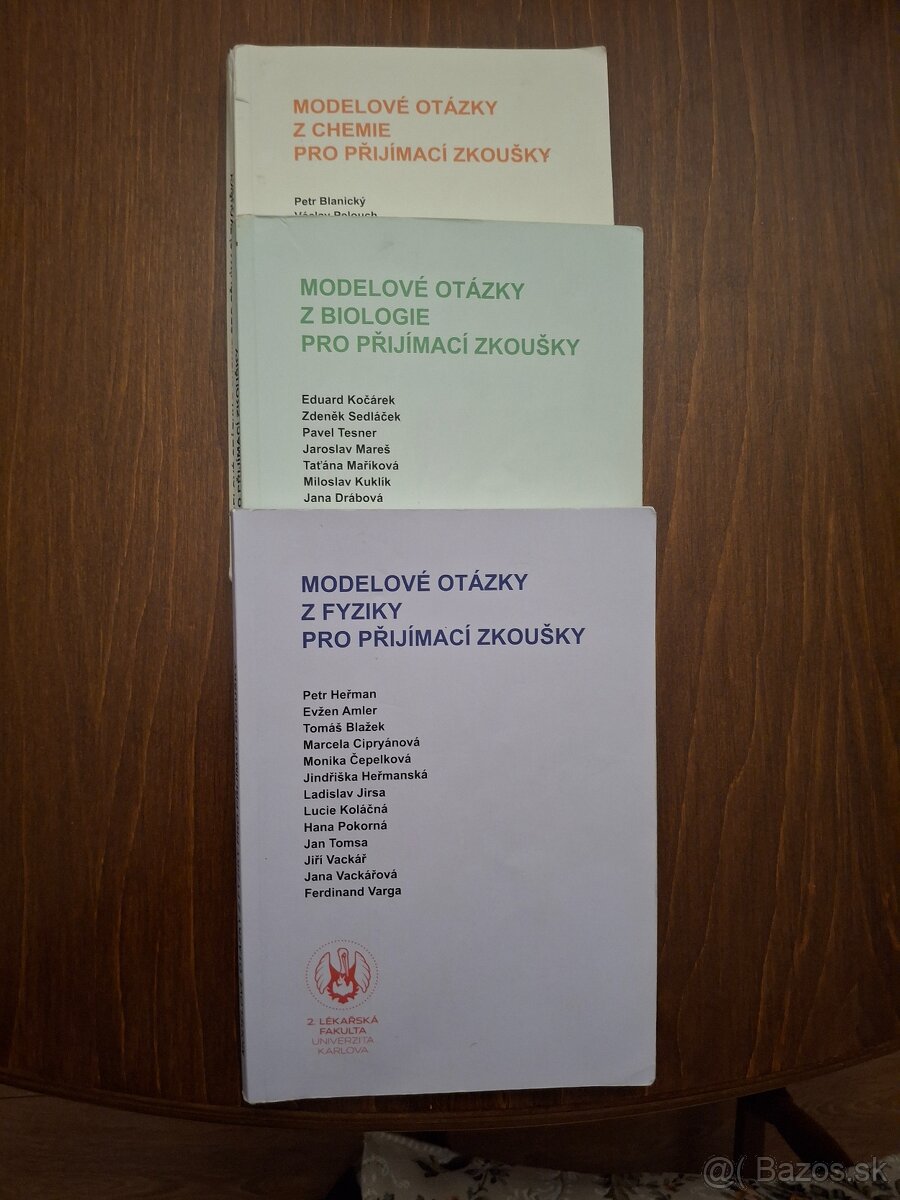 MODELOVÉ OTÁZKY
Z CHEMIE
PRO PŘIJÍMACÍ ZKOUŠKY
Petr Blanický
Václav Pelouch
MODELOVÉ OTÁZKY
Z BIOLOGIE
PRO PŘIJÍMACÍ ZKOUŠKY
Eduard Kočárek
Zdeněk Sedláček
Pavel Tesner
Jaroslav Mareš
Taťána Maříková
Miloslav Kuklík
Jana Drábová
MODELOVÉ OTÁZKY
Z FYZIKY
PRO PŘIJÍMACÍ ZKOUŠKY
Petr Heřman
Evžen Amler
Tomáš Blažek
Marcela Cipryánová
Monika Čepelková
Jindřiška Heřmanská
Ladislav Jirsa
Lucie Koláčná
Hana Pokorná
Jan Tomsa
Jiří Vackář
Jana Vackářová
Ferdinand Varga
2. LÉKAŘSKÁ
FAKULTA
UNIVERZITA
KARLOVA
@( Bazos.sk